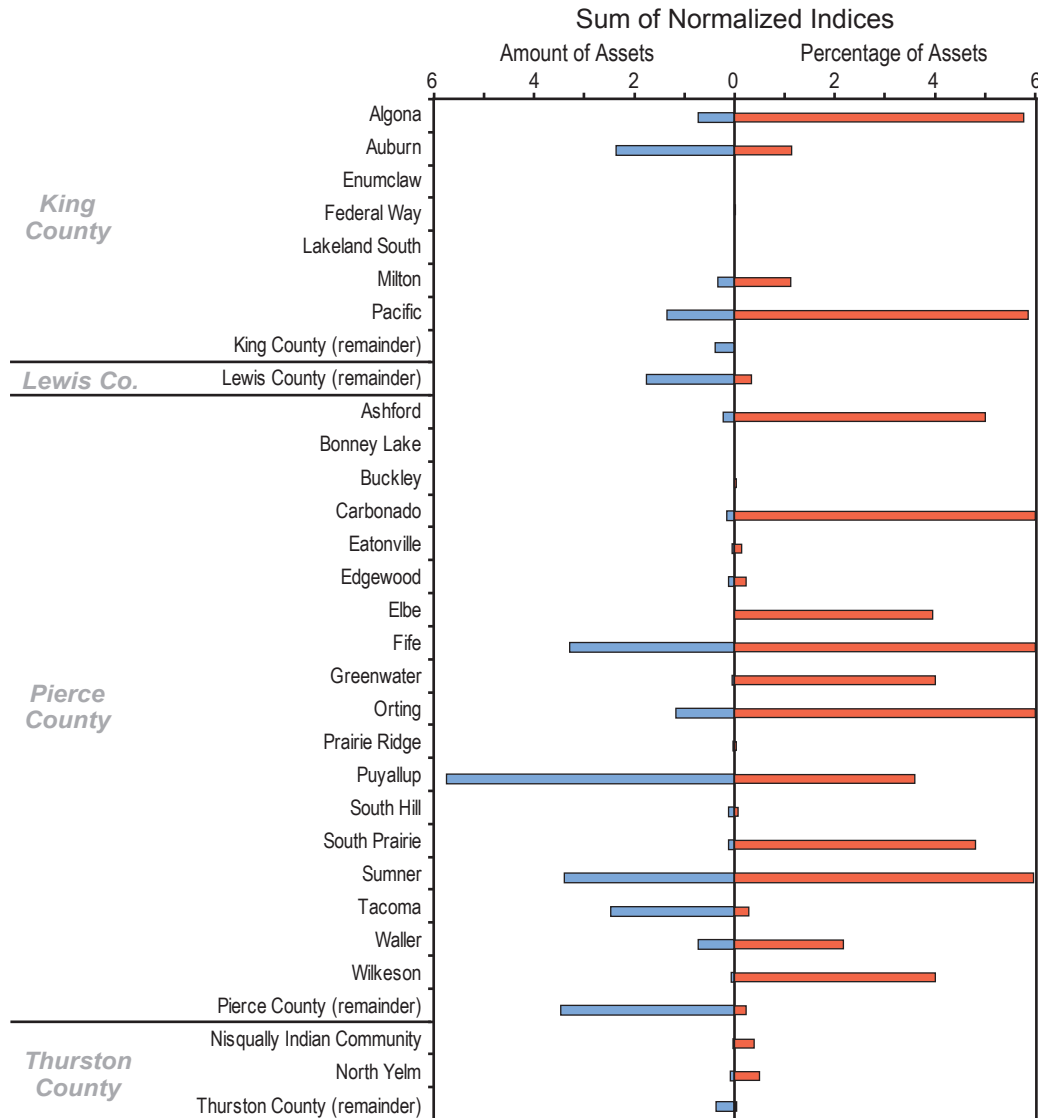 Sum of Normalized Indices
Amount of Assets Percentage of Assets
6 4 2 0 2 4 6
Algona
Auburn
Enumclaw
King County
Federal Way
Lakeland South
Milton
Pacific
King County (remainder)
Lewis Co. Lewis County (remainder)
Ashford
Bonney Lake
Buckley
Carbonado
Eatonville
Edgewood
Elbe
Fife
Pierce County
Greenwater
Orting
Prairie Ridge
Puyallup
South Hill
South Prairie
Sumner
Tacoma
Waller
Wilkeson
Pierce County (remainder)
Nisqually Indian Community
Thurston County
North Yelm
Thurston County (remainder)